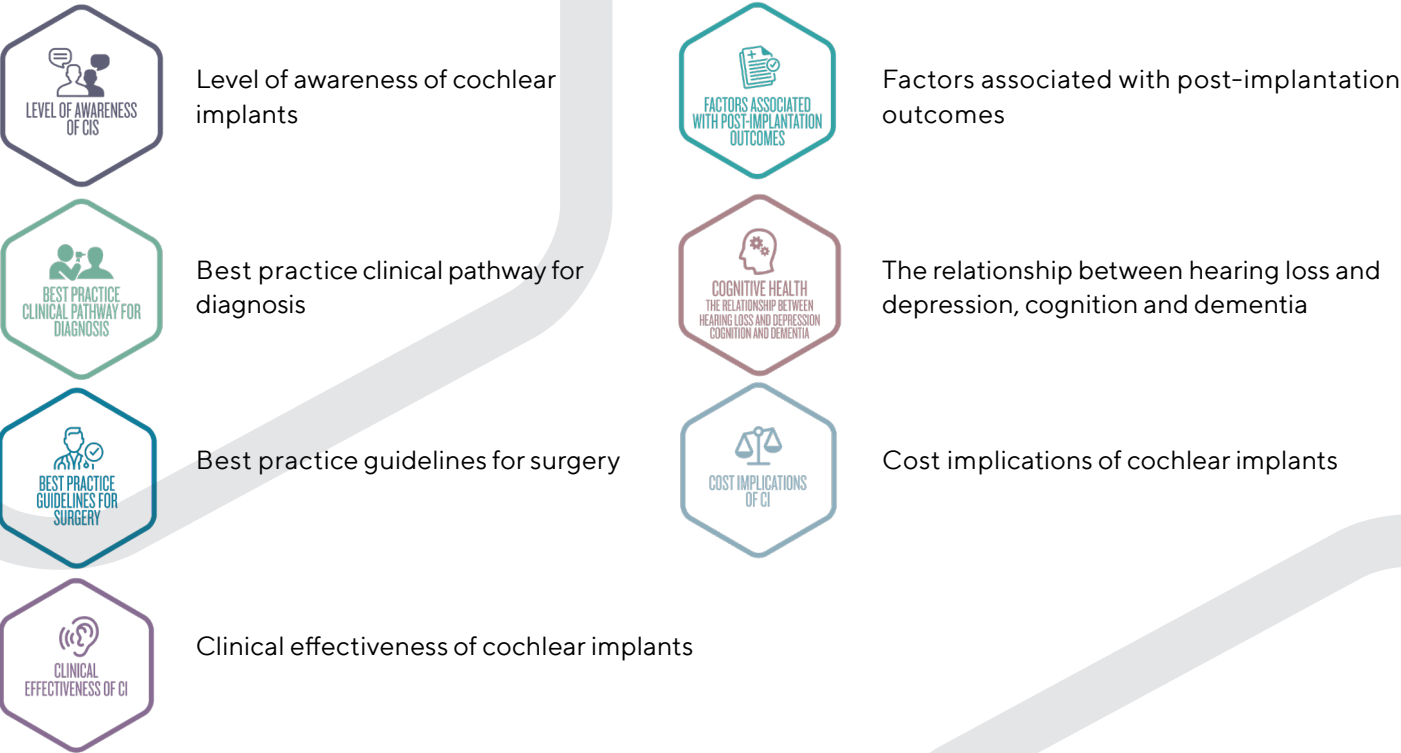 LEVEL OF AWARENESS
OF CIS
Level of awareness of cochlear
implants
BEST PRACTICE
CLINICAL PATHWAY FOR
DIAGNOSIS
Best practice clinical pathway for
diagnosis
BEST PRACTICE
GUIDELINES FOR
SURGERY
Best practice guidelines for surgery
CLINICAL
EFFECTIVENESS OF CI
Clinical effectiveness of cochlear implants
FACTORS ASSOCIATED
WITH POST-IMPLANTATION
OUTCOMES
Factors associated with post-implantation
outcomes
COGNITIVE HEALTH
THE RELATIONSHIP BETWEEN
HEARING LOSS AND DEPRESSION
COGNITION AND DEMENTIA
The relationship between hearing loss and
depression, cognition and dementia
COST IMPLICATIONS
OF CI
Cost implications of cochlear implants